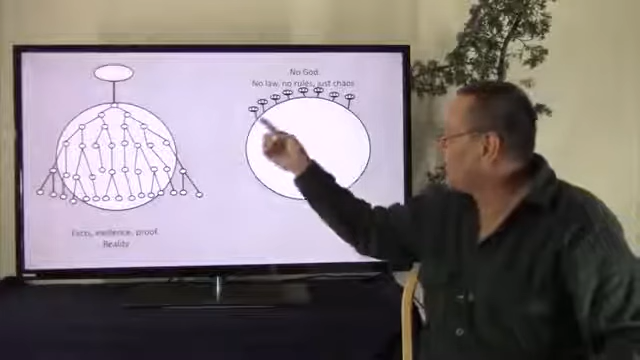 Facts, evidence, proof.
Reality
No God.
No law, no rules, just chaos